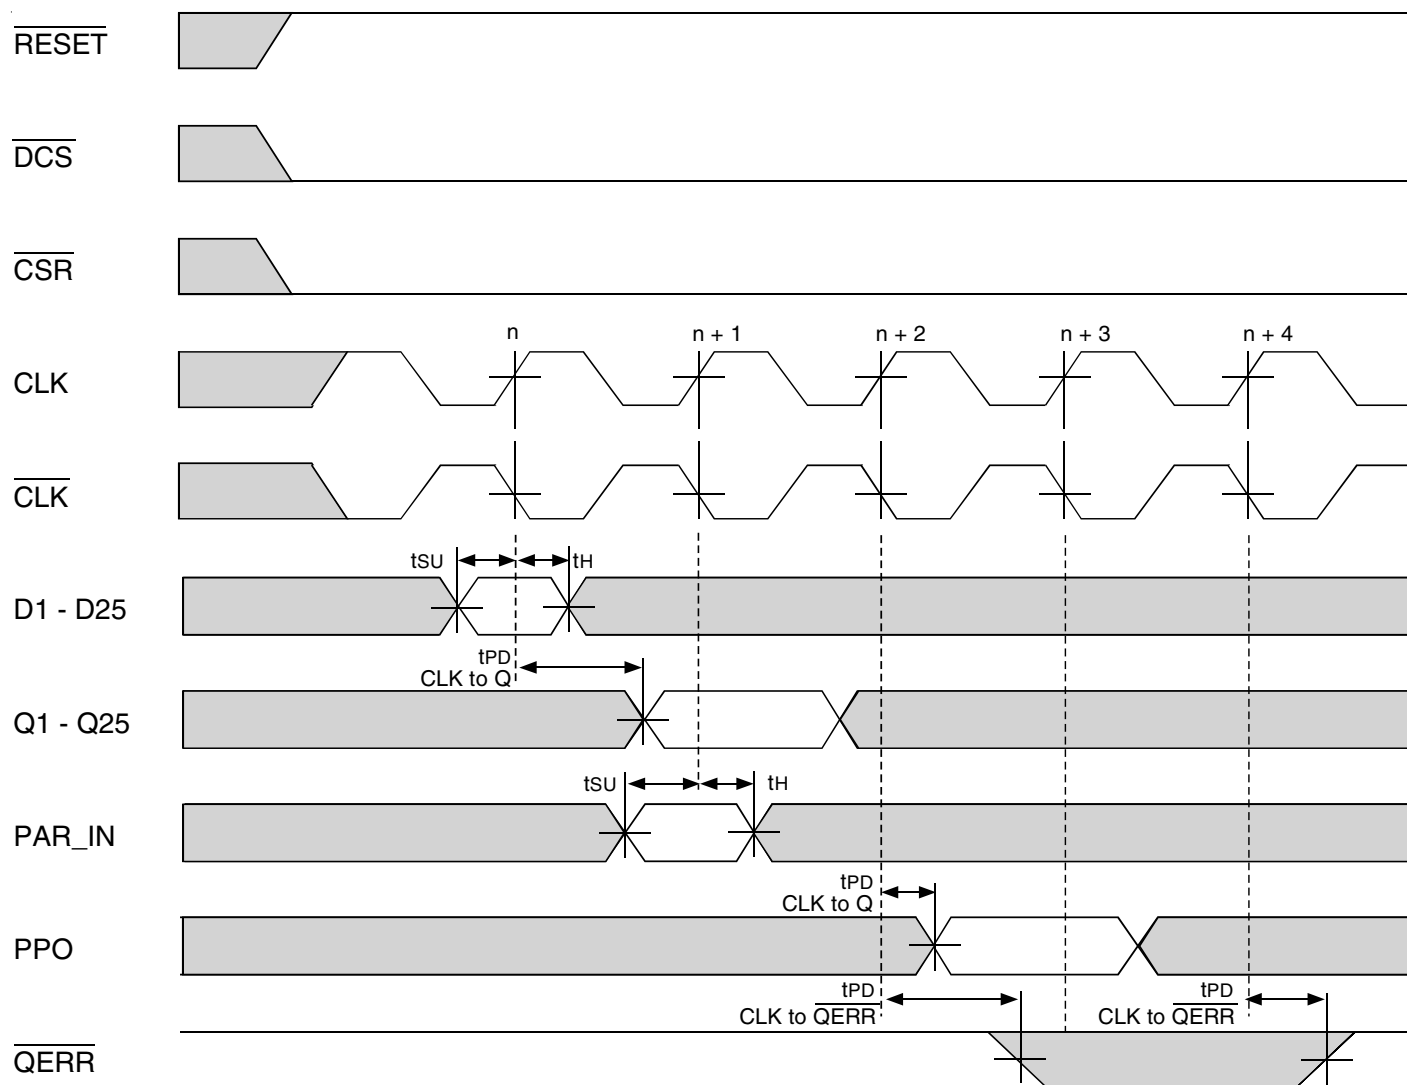 RESET
DCS
CSR
n n + 1 n + 2 n + 3 n + 4
CLK
CLK
tSU tH
D1 - D25
tPD
CLK to Q
Q1 - Q25
tSU tH
PAR_IN
tPD
CLK to Q
PPO
tPD tPD
CLK to QERR CLK to QERR
QERR